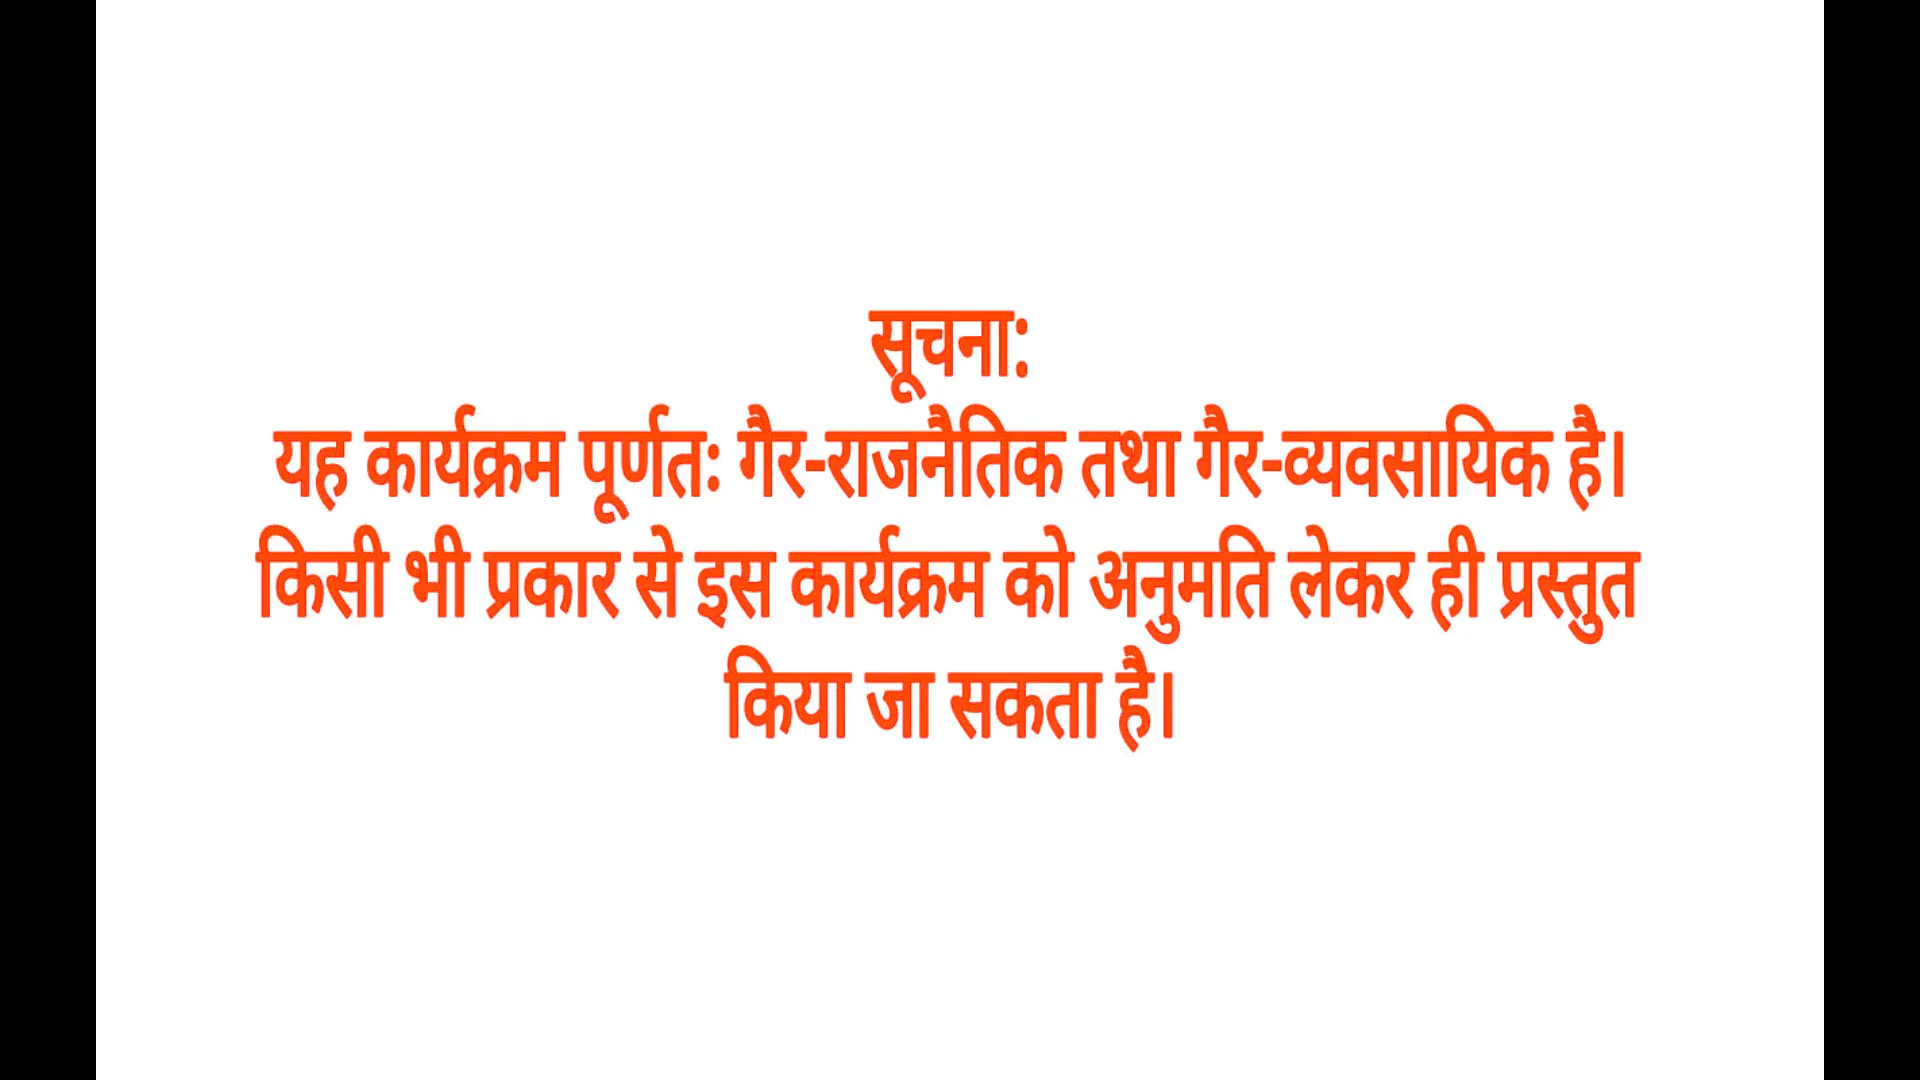 सूचना:
यह कार्यक्रम पूर्णतः गैर-राजनैतिक तथा गैर-व्यवसायिक है।
किसी भी प्रकार से इस कार्यक्रम को अनुमति लेकर ही प्रस्तुत
किया जा सकता है।